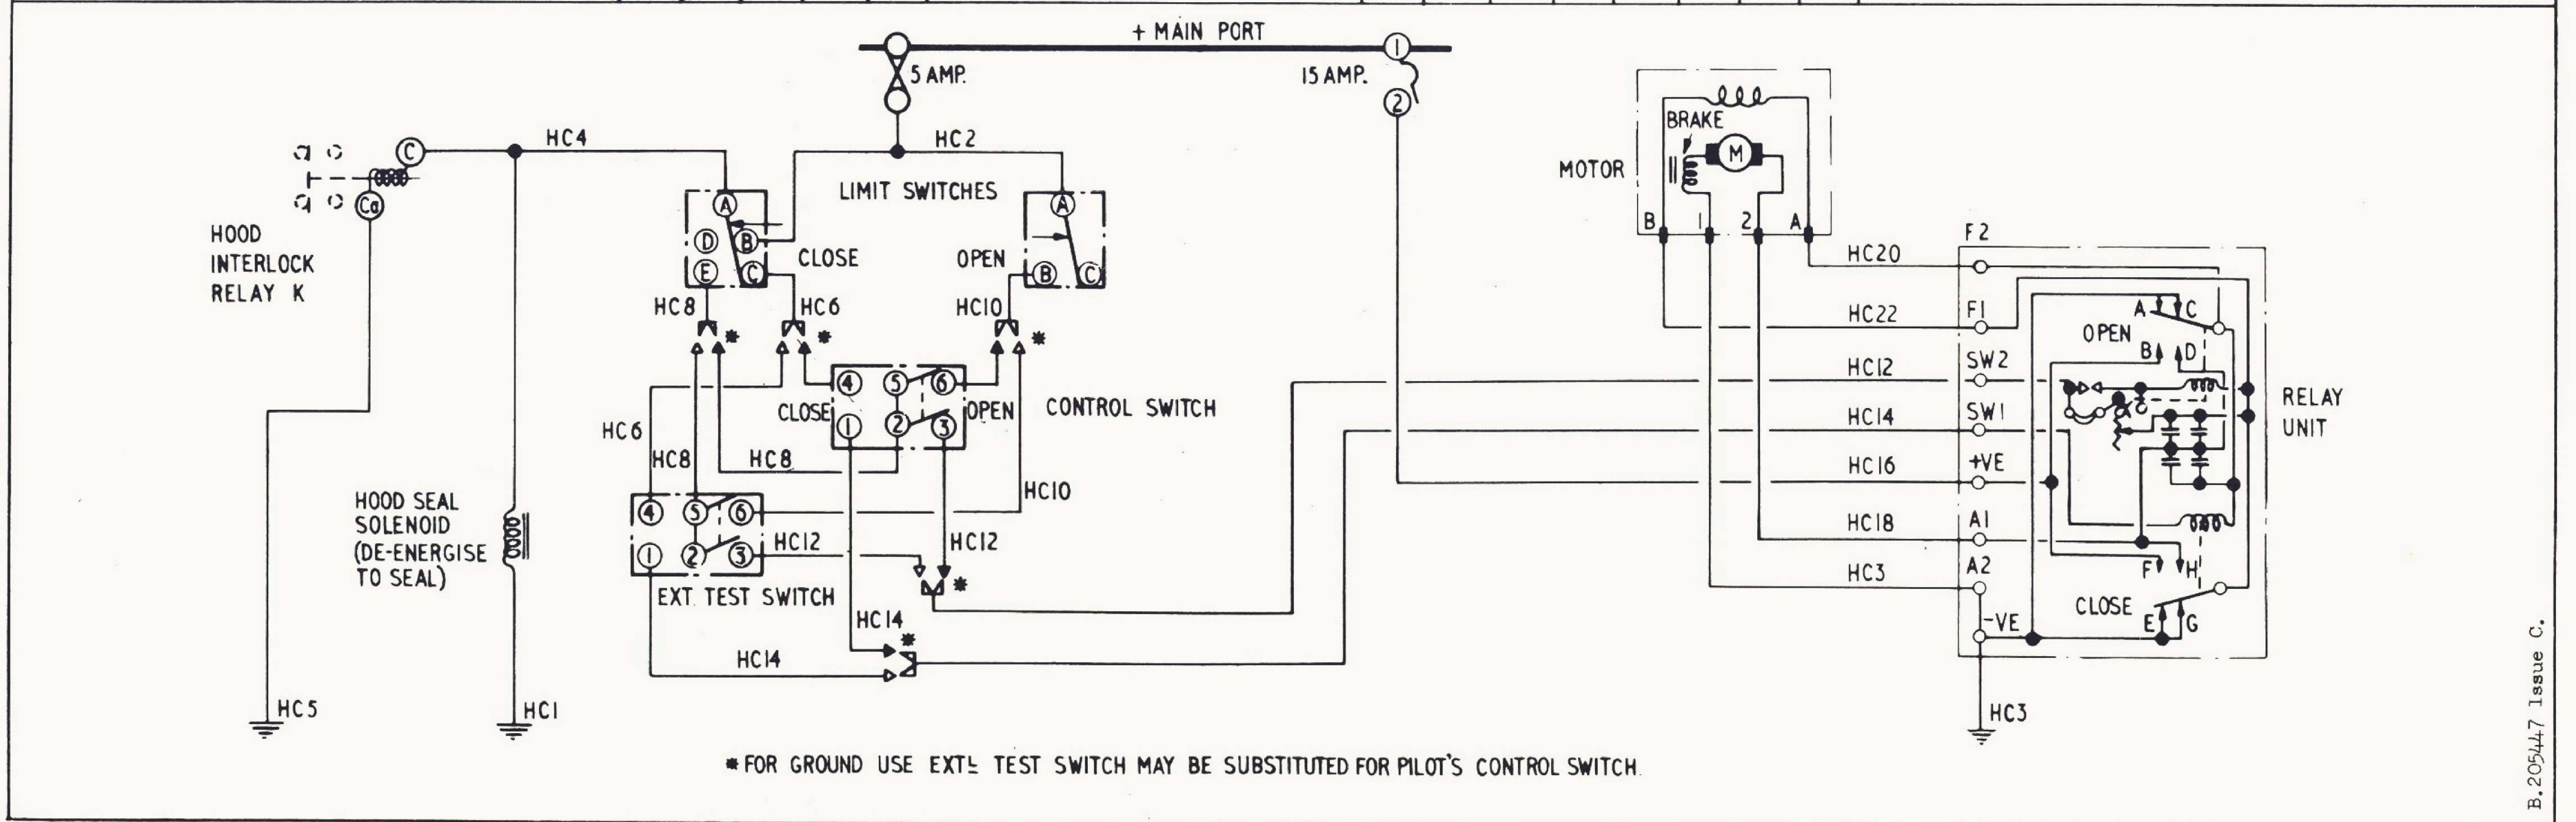 + MAIN PORT
5 AMP.
15 AMP.
1
2
HC4
HC2
C
Ca
HOOD
INTERLOCK
RELAY K
LIMIT SWITCHES
A
D
B
E
C
CLOSE
A
B
C
OPEN
HC8
HC6
HC10
*
*
*
4
5
6
CLOSE
OPEN
1
2
3
CONTROL SWITCH
HC6
HC8
HC8
HC10
HOOD SEAL
SOLENOID
(DE-ENERGISE
TO SEAL)
4
5
6
1
2
3
HC12
HC12
*
EXT. TEST SWITCH
HC14
*
HC14
HC5
HC1
MOTOR
BRAKE
M
B
1
2
A
HC20
F2
HC22
F1
HC12
SW2
HC14
SW1
HC16
+VE
HC18
A1
HC3
A2
-VE
A
C
OPEN
B
D
RELAY
UNIT
F
H
CLOSE
E
G
HC3
* FOR GROUND USE EXTL TEST SWITCH MAY BE SUBSTITUTED FOR PILOT'S CONTROL SWITCH.
B.205447 Issue C.